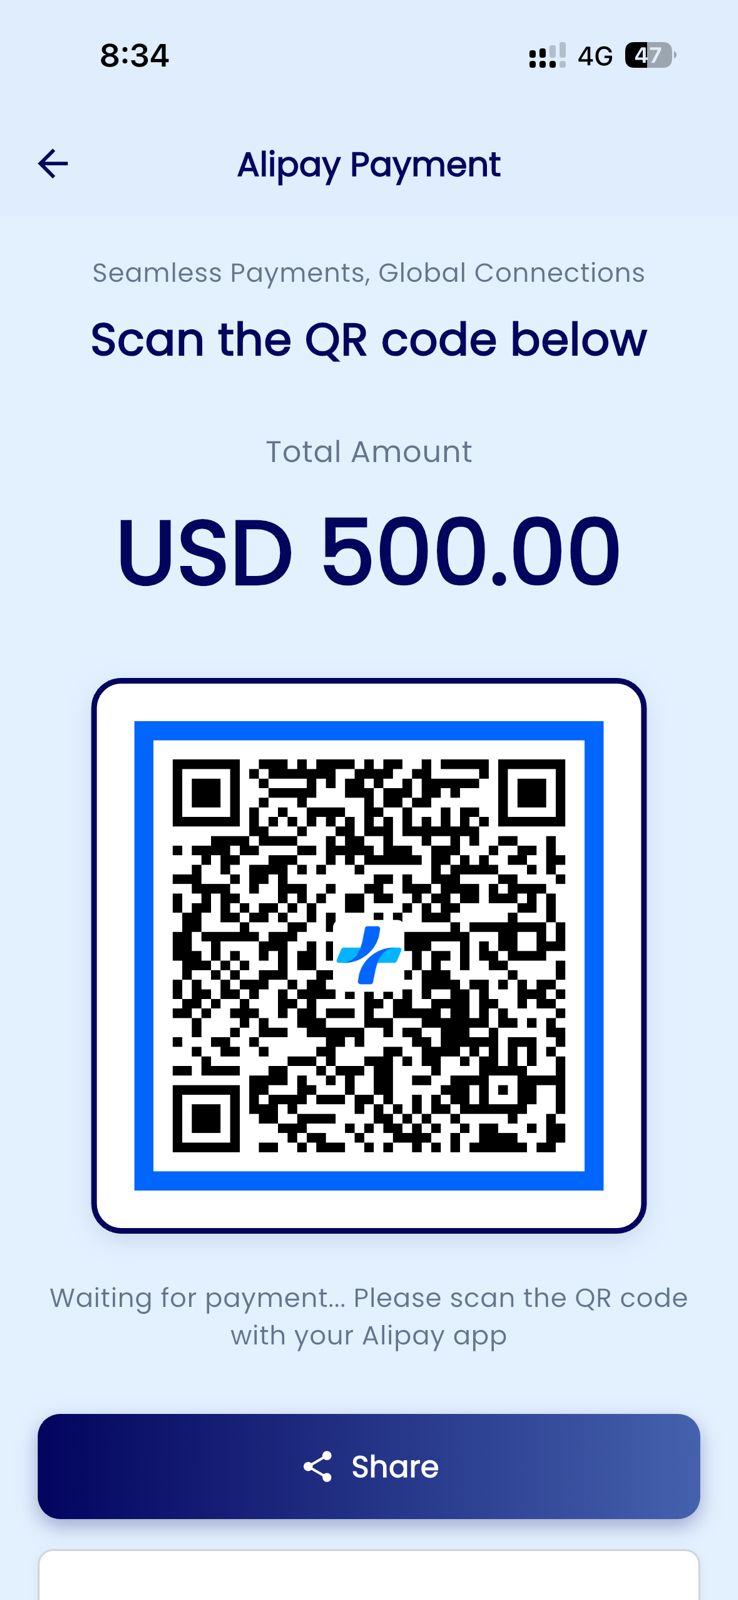 8:34
4G
47
Alipay Payment
Seamless Payments, Global Connections
Scan the QR code below
Total Amount
USD 500.00
Waiting for payment... Please scan the QR code
with your Alipay app
Share